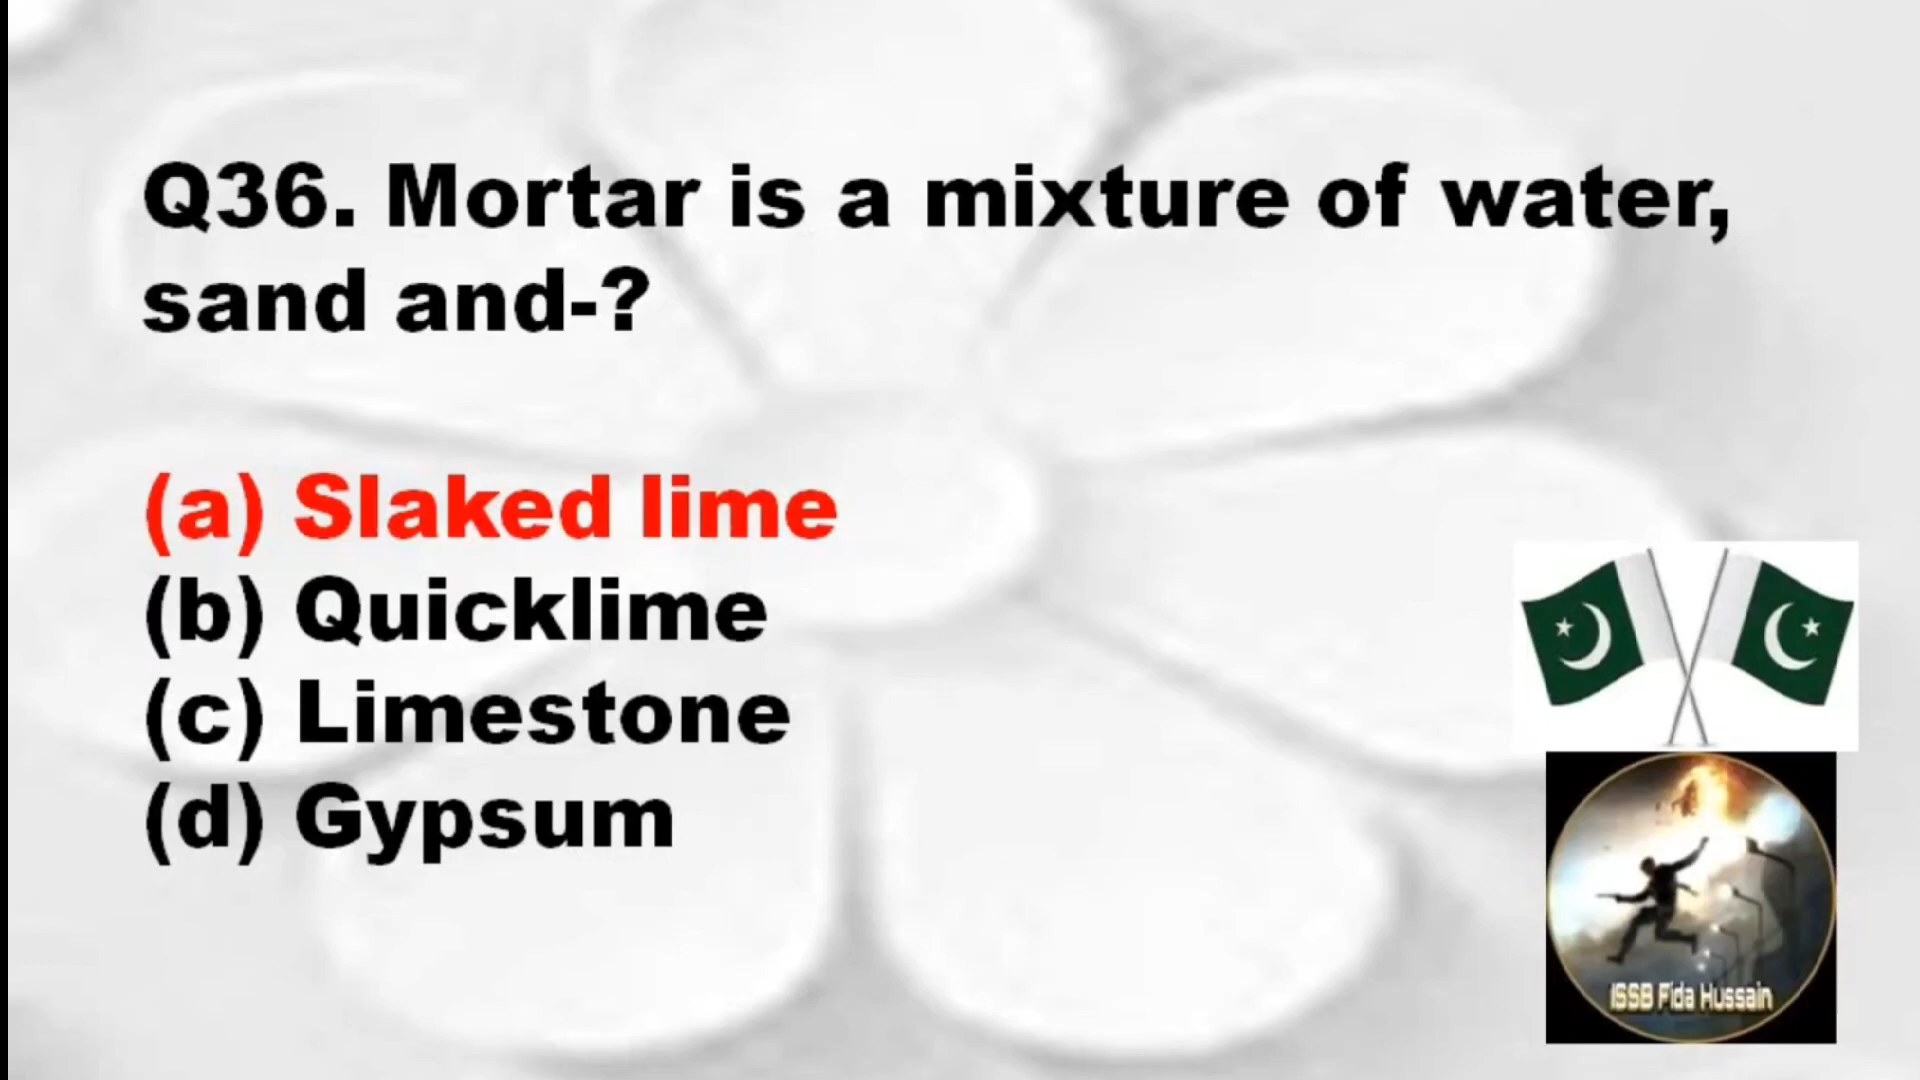 Q36. Mortar is a mixture of water,
sand and-?
(a) Slaked lime
(b) Quicklime
(c) Limestone
(d) Gypsum
ISSB Fida Hussain